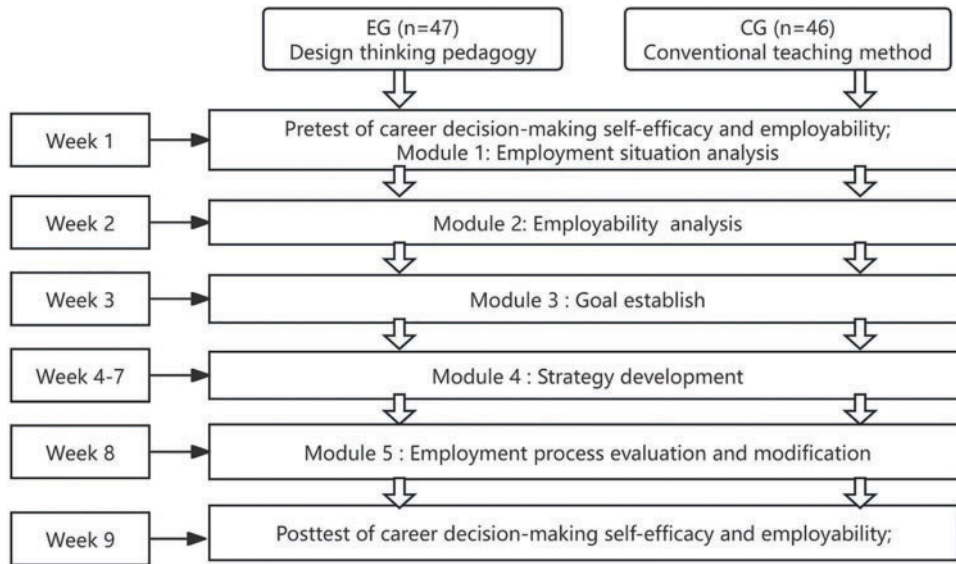 EG (n=47)
Design thinking pedagogy
CG (n=46)
Conventional teaching method
Week 1
Pretest of career decision-making self-efficacy and employability;
Module 1: Employment situation analysis
Week 2
Module 2: Employability analysis
Week 3
Module 3 : Goal establish
Week 4-7
Module 4 : Strategy development
Week 8
Module 5 : Employment process evaluation and modification
Week 9
Posttest of career decision-making self-efficacy and employability;